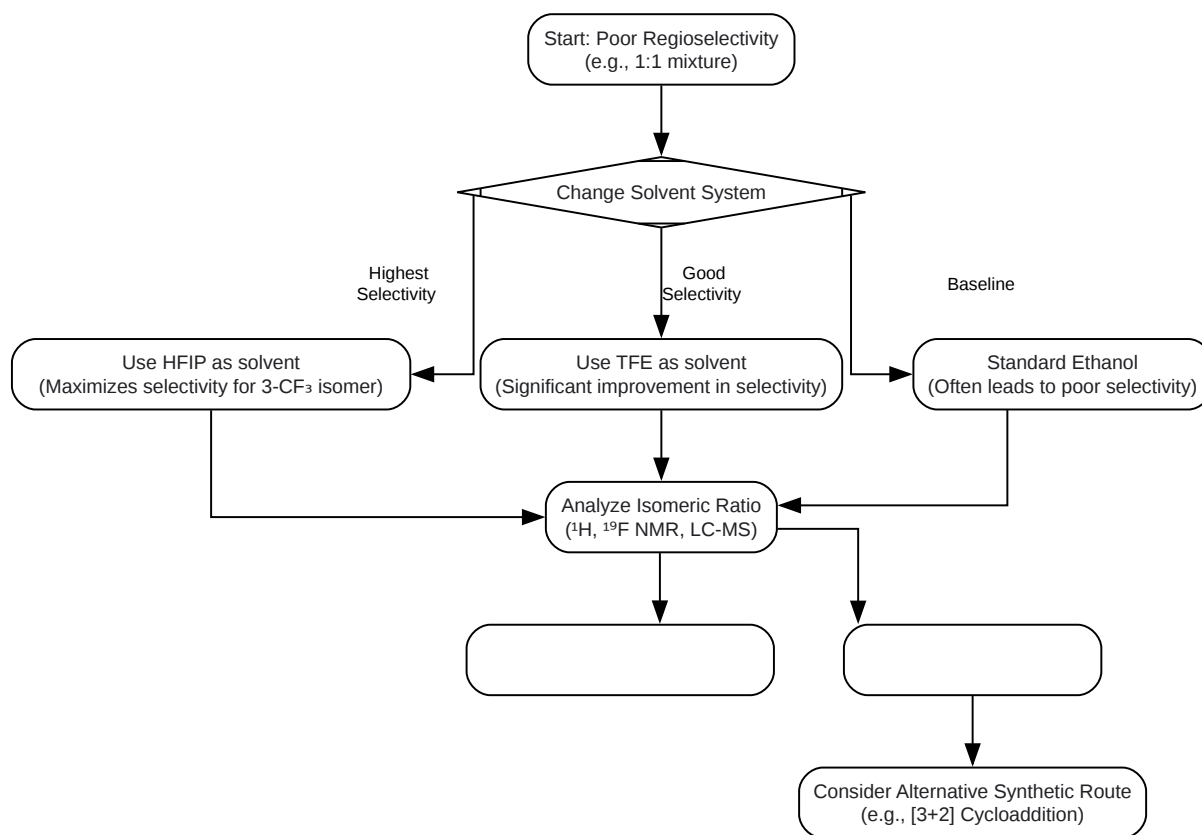 Start: Poor Regioselectivity
(e.g., 1:1 mixture)
Change Solvent System
Highest
Selectivity
Good
Selectivity
Baseline
Use HFIP as solvent
(Maximizes selectivity for 3-CF₃ isomer)
Use TFE as solvent
(Significant improvement in selectivity)
Standard Ethanol
(Often leads to poor selectivity)
Analyze Isomeric Ratio
(¹H, ¹⁹F NMR, LC-MS)
Consider Alternative Synthetic Route
(e.g., [3+2] Cycloaddition)